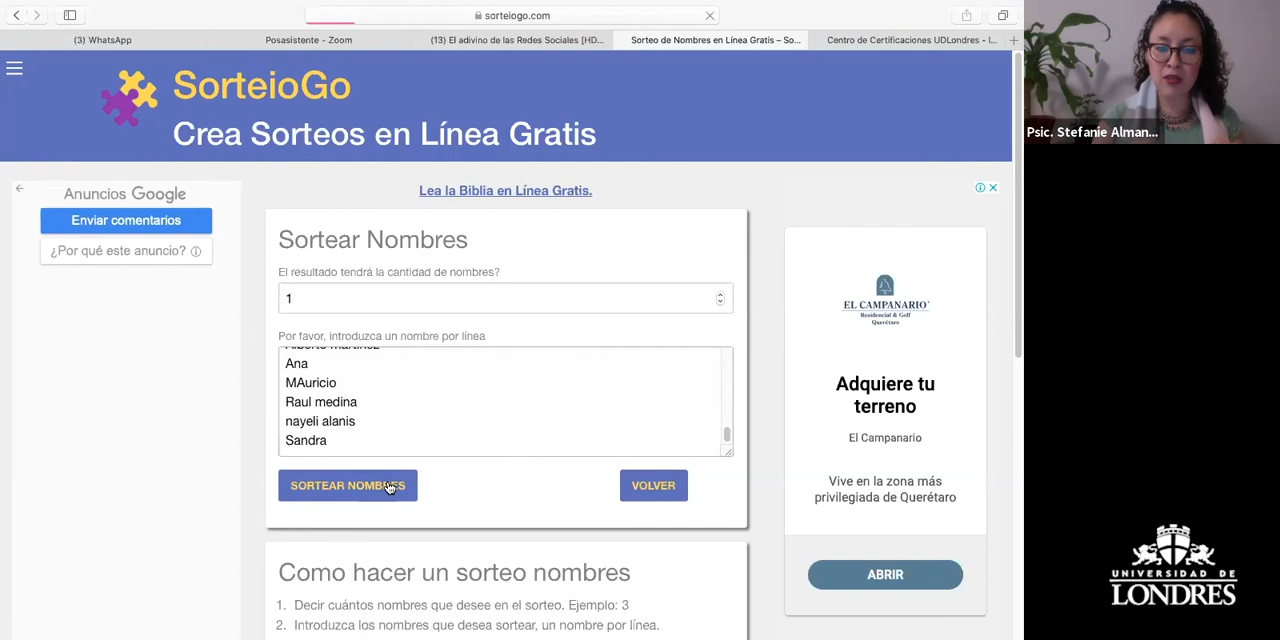 sorteiogo.com
(3) WhatsApp
Posasistente - Zoom
(13) El adivino de las Redes Sociales [HD...
Sorteo de Nombres en Línea Gratis – So...
Centro de Certificaciones UDLondres - I...
SorteioGo
Crea Sorteos en Línea Gratis
Anuncios Google
Enviar comentarios
¿Por qué este anuncio?
Lea la Biblia en Línea Gratis.
Sortear Nombres
El resultado tendrá la cantidad de nombres?
1
Por favor, introduzca un nombre por línea
Alberto martinez
Ana
MAuricio
Raul medina
nayeli alanis
Sandra
SORTEAR NOMBRES
VOLVER
Como hacer un sorteo nombres
1. Decir cuántos nombres que desee en el sorteo. Ejemplo: 3
2. Introduzca los nombres que desea sortear, un nombre por línea.
EL CAMPANARIO
Residencial & Golf
Querétaro
Adquiere tu
terreno
El Campanario
Vive en la zona más
privilegiada de Querétaro
ABRIR
Psic. Stefanie Alman...
UNIVERSIDAD DE
LONDRES